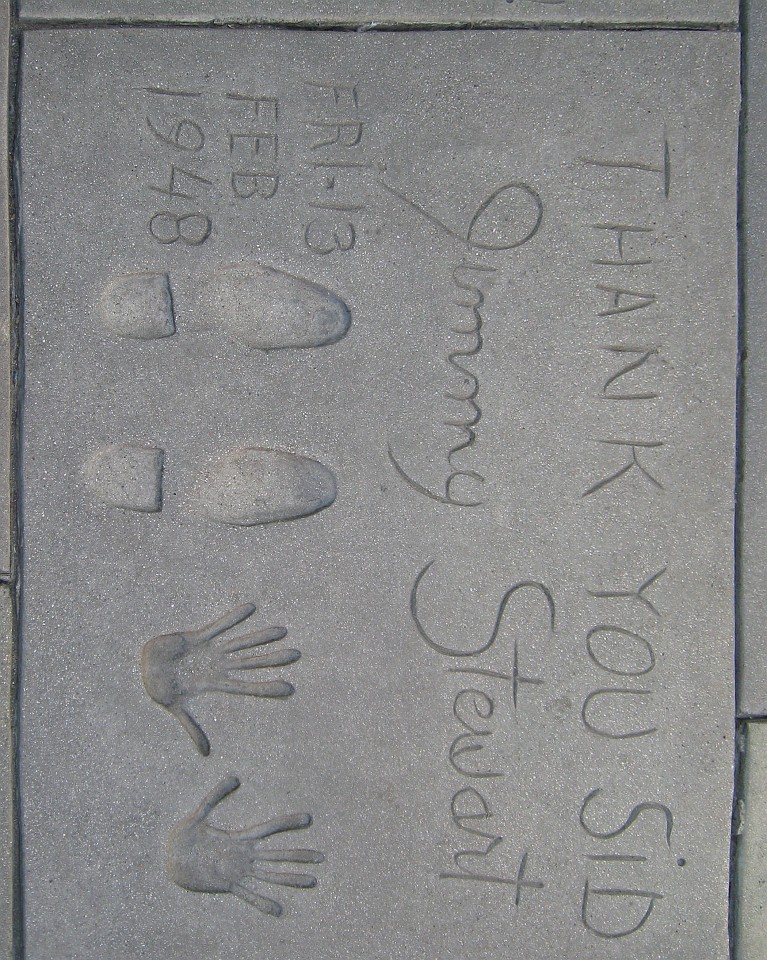 THANK YOU SID
Jimmy Stewart
FRI-13
FEB
1948